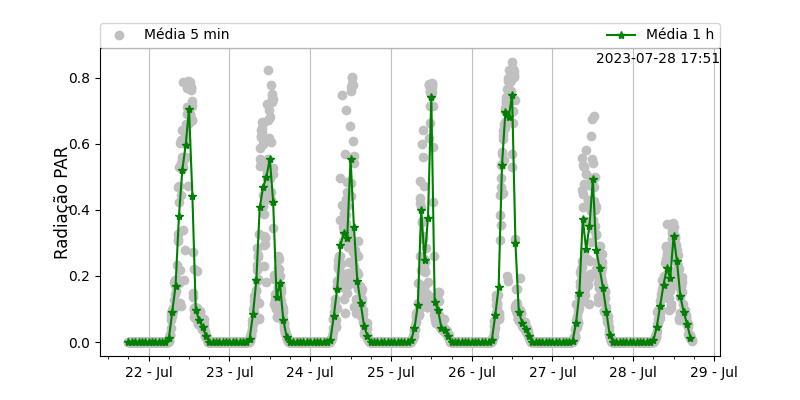 Média 5 min
Média 1 h
2023-07-28 17:51
Radiação PAR
0.8
0.6
0.4
0.2
0.0
22 - Jul
23 - Jul
24 - Jul
25 - Jul
26 - Jul
27 - Jul
28 - Jul
29 - Jul